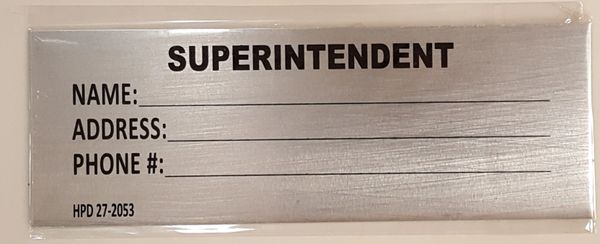 SUPERINTENDENT
NAME:
ADDRESS:
PHONE #:
HPD 27-2053